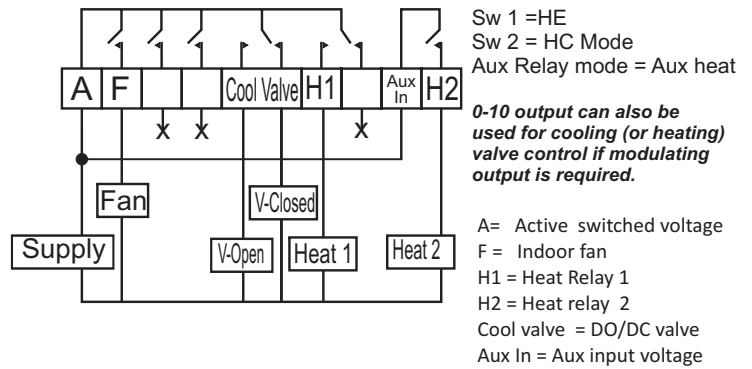 Sw 1 =HE
Sw 2 = HC Mode
Aux Relay mode = Aux heat
A F Cool Valve H1 Aux In H2
0-10 output can also be
used for cooling (or heating)
valve control if modulating
output is required.
x x x
Fan
V-Closed
Supply
V-Open
Heat 1
Heat 2
A= Active switched voltage
F = Indoor fan
H1 = Heat Relay 1
H2 = Heat relay 2
Cool valve = DO/DC valve
Aux In = Aux input voltage